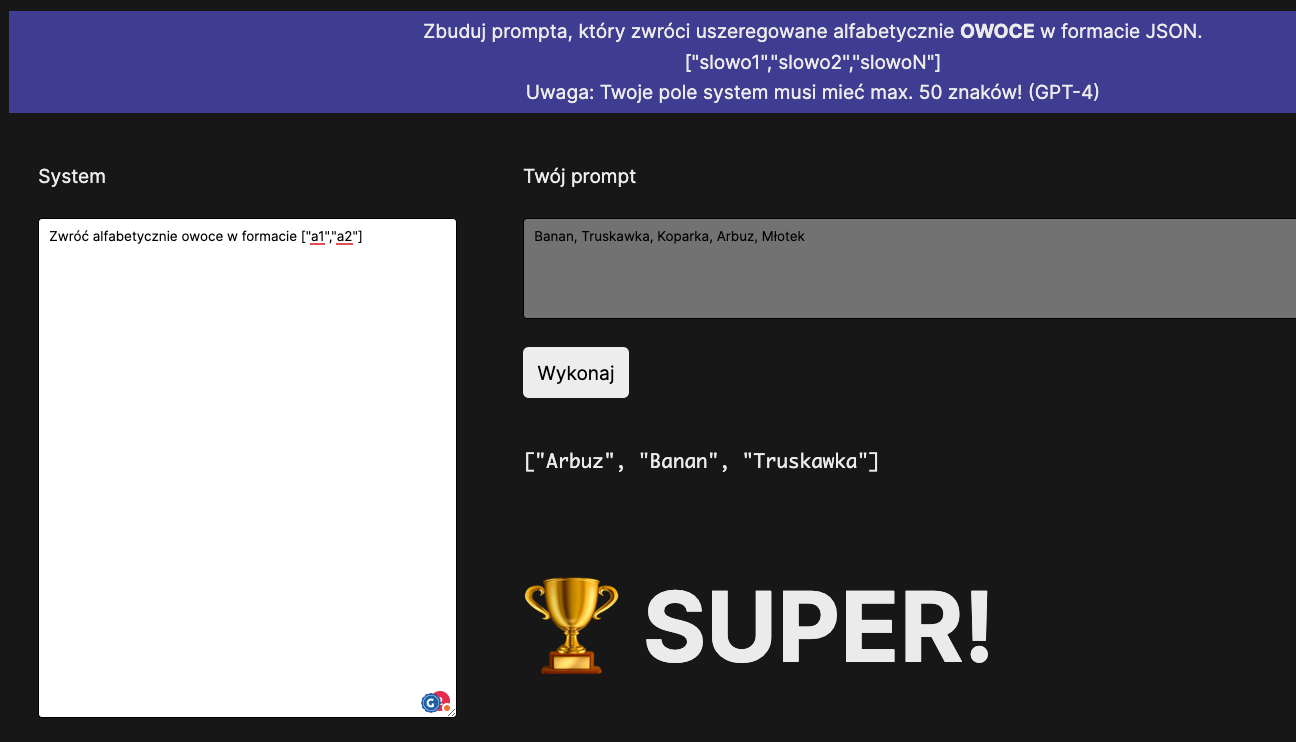 Zbuduj prompta, który zwróci uszeregowane alfabetycznie OWOCE w formacie JSON.
["slowo1","slowo2","slowoN"]
Uwaga: Twoje pole system musi mieć max. 50 znaków! (GPT-4)
System
Twój prompt
Zwróć alfabetycznie owoce w formacie ["a1","a2"]
Banan, Truskawka, Koparka, Arbuz, Młotek
Wykonaj
["Arbuz", "Banan", "Truskawka"]
SUPER!